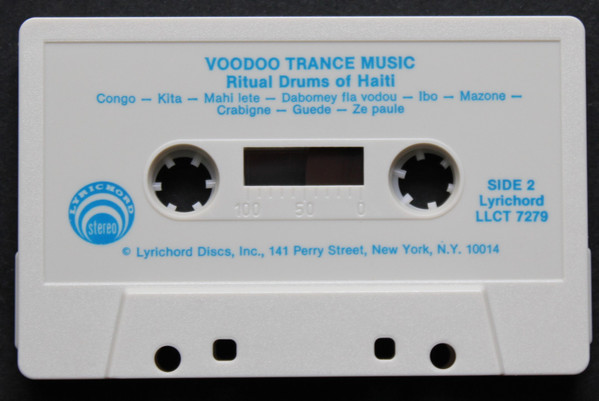 VOODOO TRANCE MUSIC
Ritual Drums of Haiti
Congo — Kita — Mahi lete — Dabomey fla vodou — Ibo — Mazone —
Crabigne — Guede — Ze paule
100 50 0
SIDE 2
Lyrichord
LLCT 7279
LYRICHORD
stereo
© Lyrichord Discs, Inc., 141 Perry Street, New York, N.Y. 10014